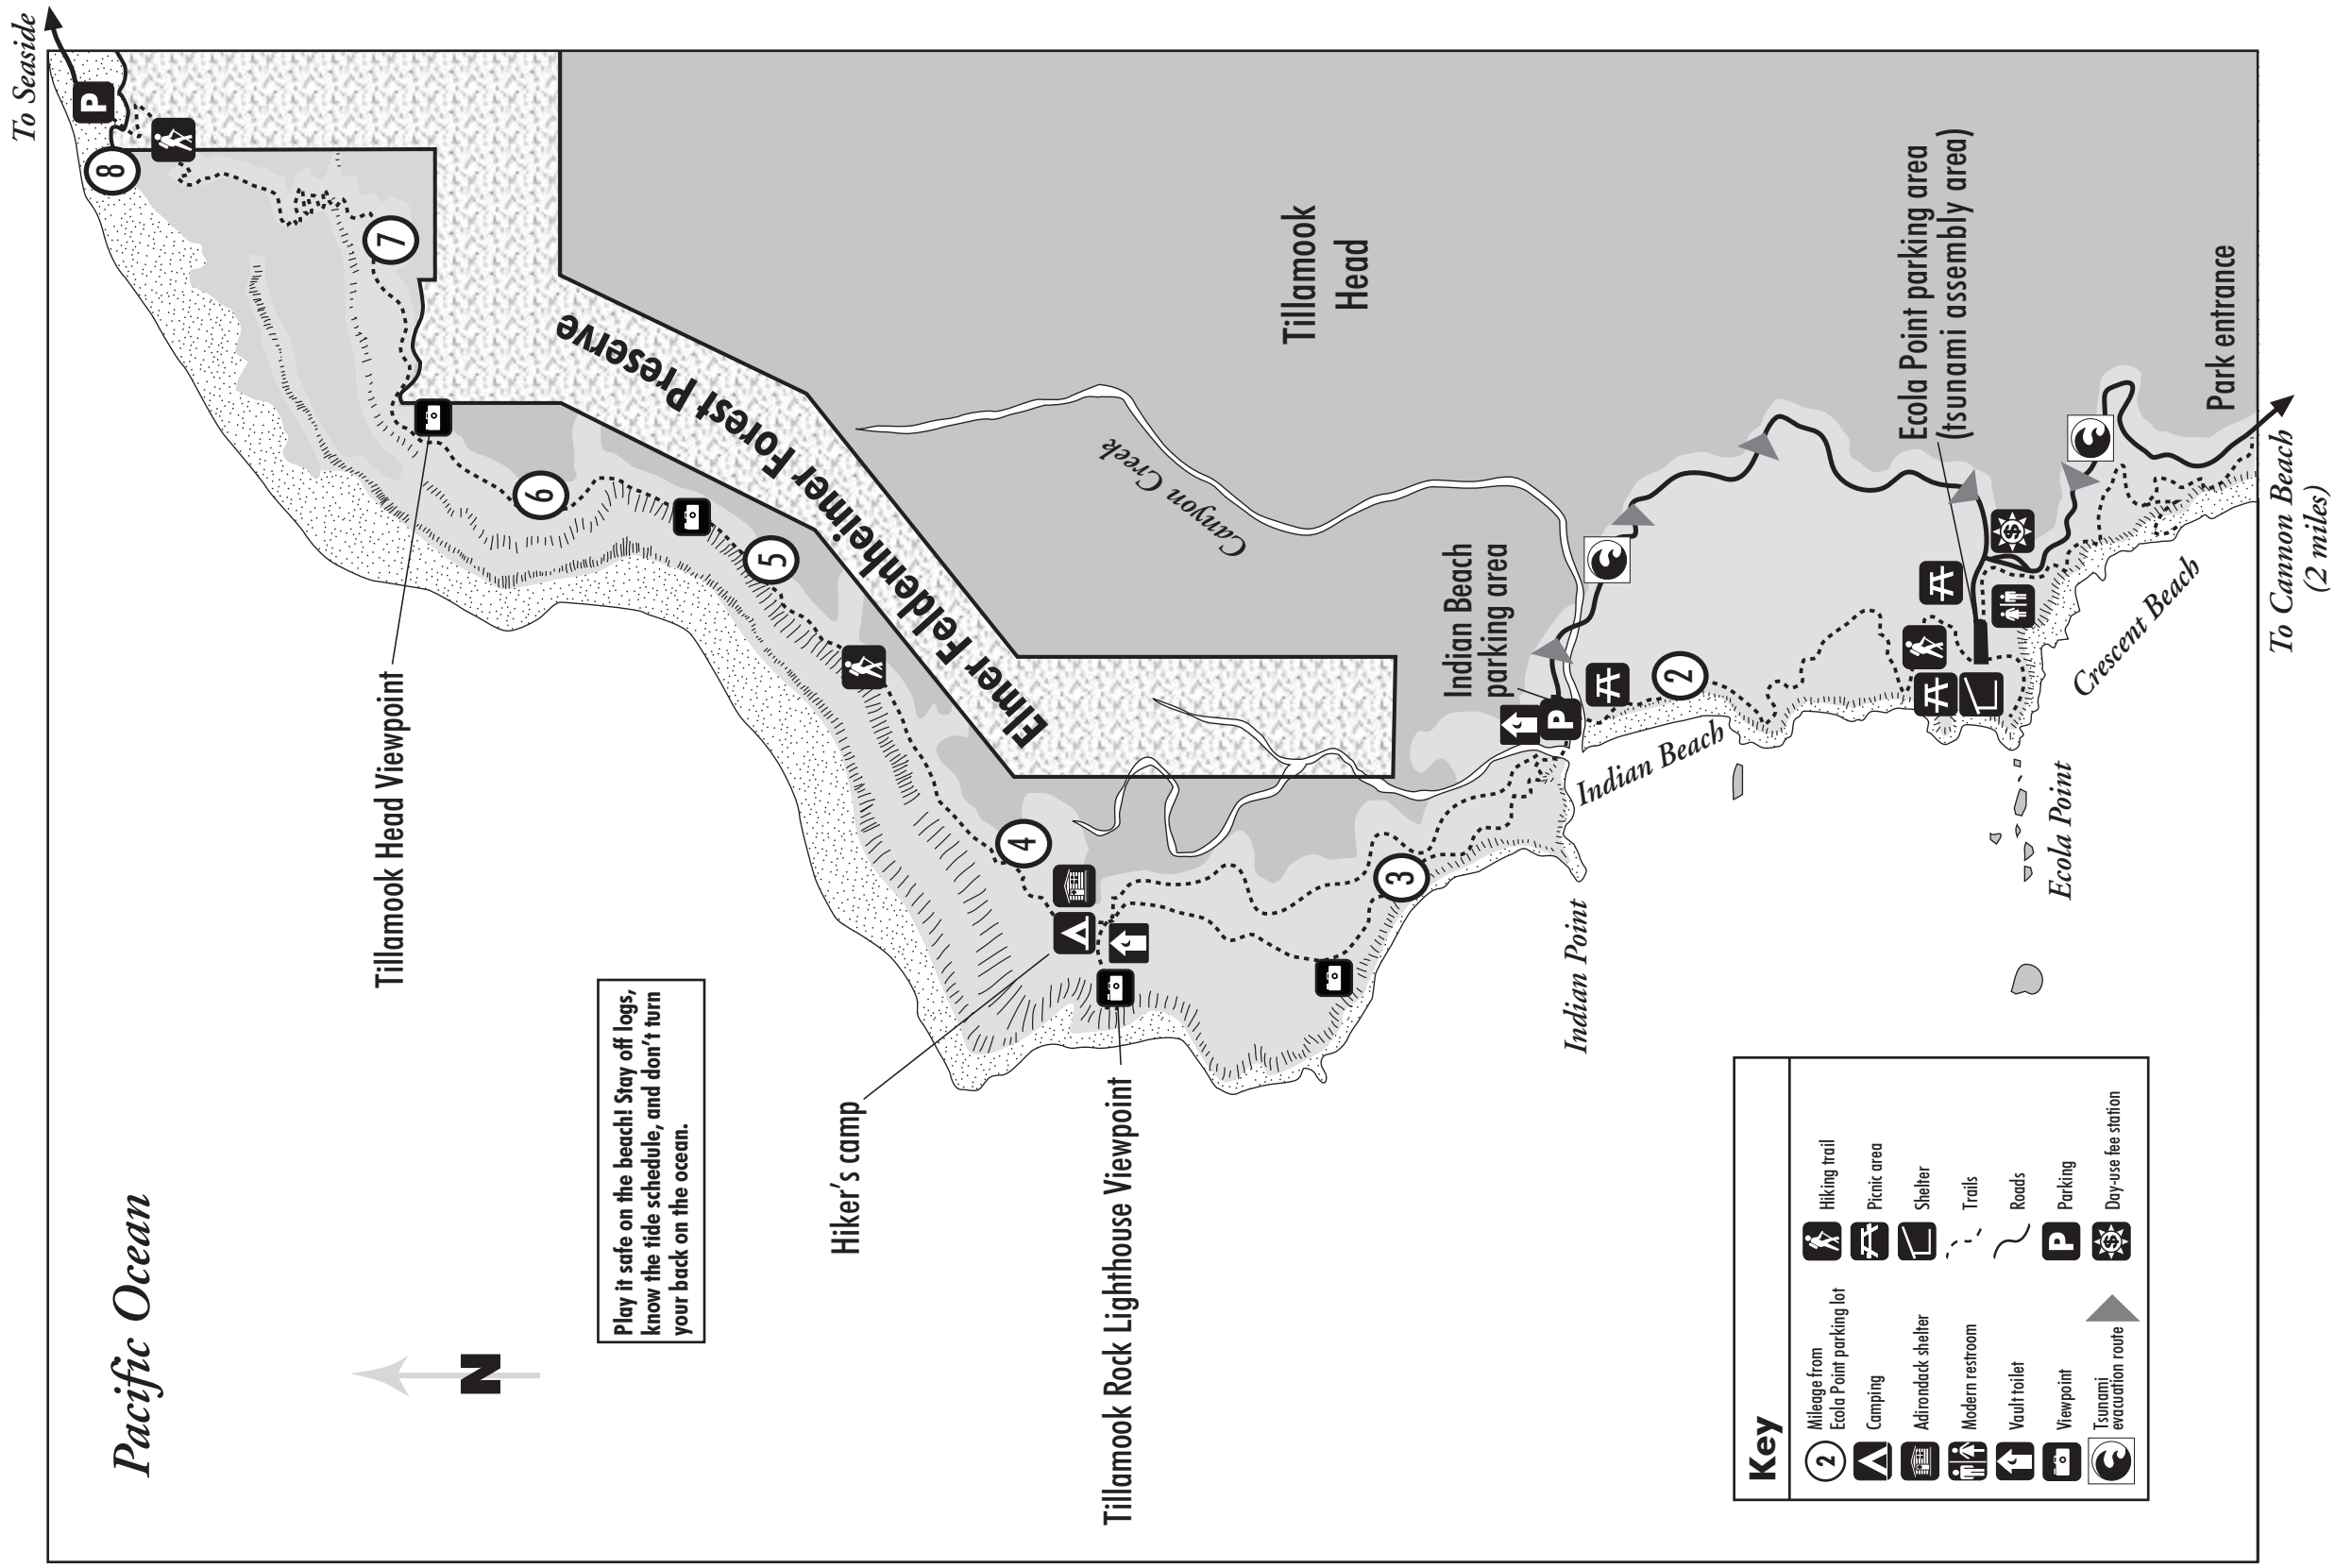 To Seaside
P
8
7
Elmer Feldenheimer Forest Preserve
6
5
Tillamook Head Viewpoint
4
3
Pacific Ocean
N
Play it safe on the beach! Stay off logs,
know the tide schedule, and don't turn
your back on the ocean.
Hiker's camp
Tillamook Rock Lighthouse Viewpoint
Tillamook
Head
Canyon Creek
Indian Beach
parking area
P
2
Indian Beach
Indian Point
Ecola Point parking area
(tsunami assembly area)
$
Park entrance
Crescent Beach
Ecola Point
To Cannon Beach
(2 miles)
Key
2
Mileage from
Ecola Point parking lot
Camping
Adirondack shelter
Modern restroom
Vault toilet
Viewpoint
Tsunami
evacuation route
Hiking trail
Picnic area
Shelter
Trails
Roads
P
Parking
$
Day-use fee station